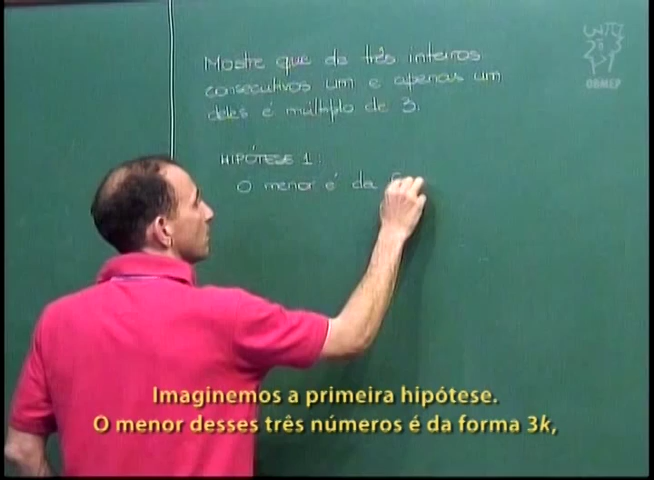 Mostre que de três inteiros
consecutivos um e apenas um
deles é múltiplo de 3.
HIPÓTESE 1:
O menor é da
OBMEP
Imaginemos a primeira hipótese.
O menor desses três números é da forma 3k,